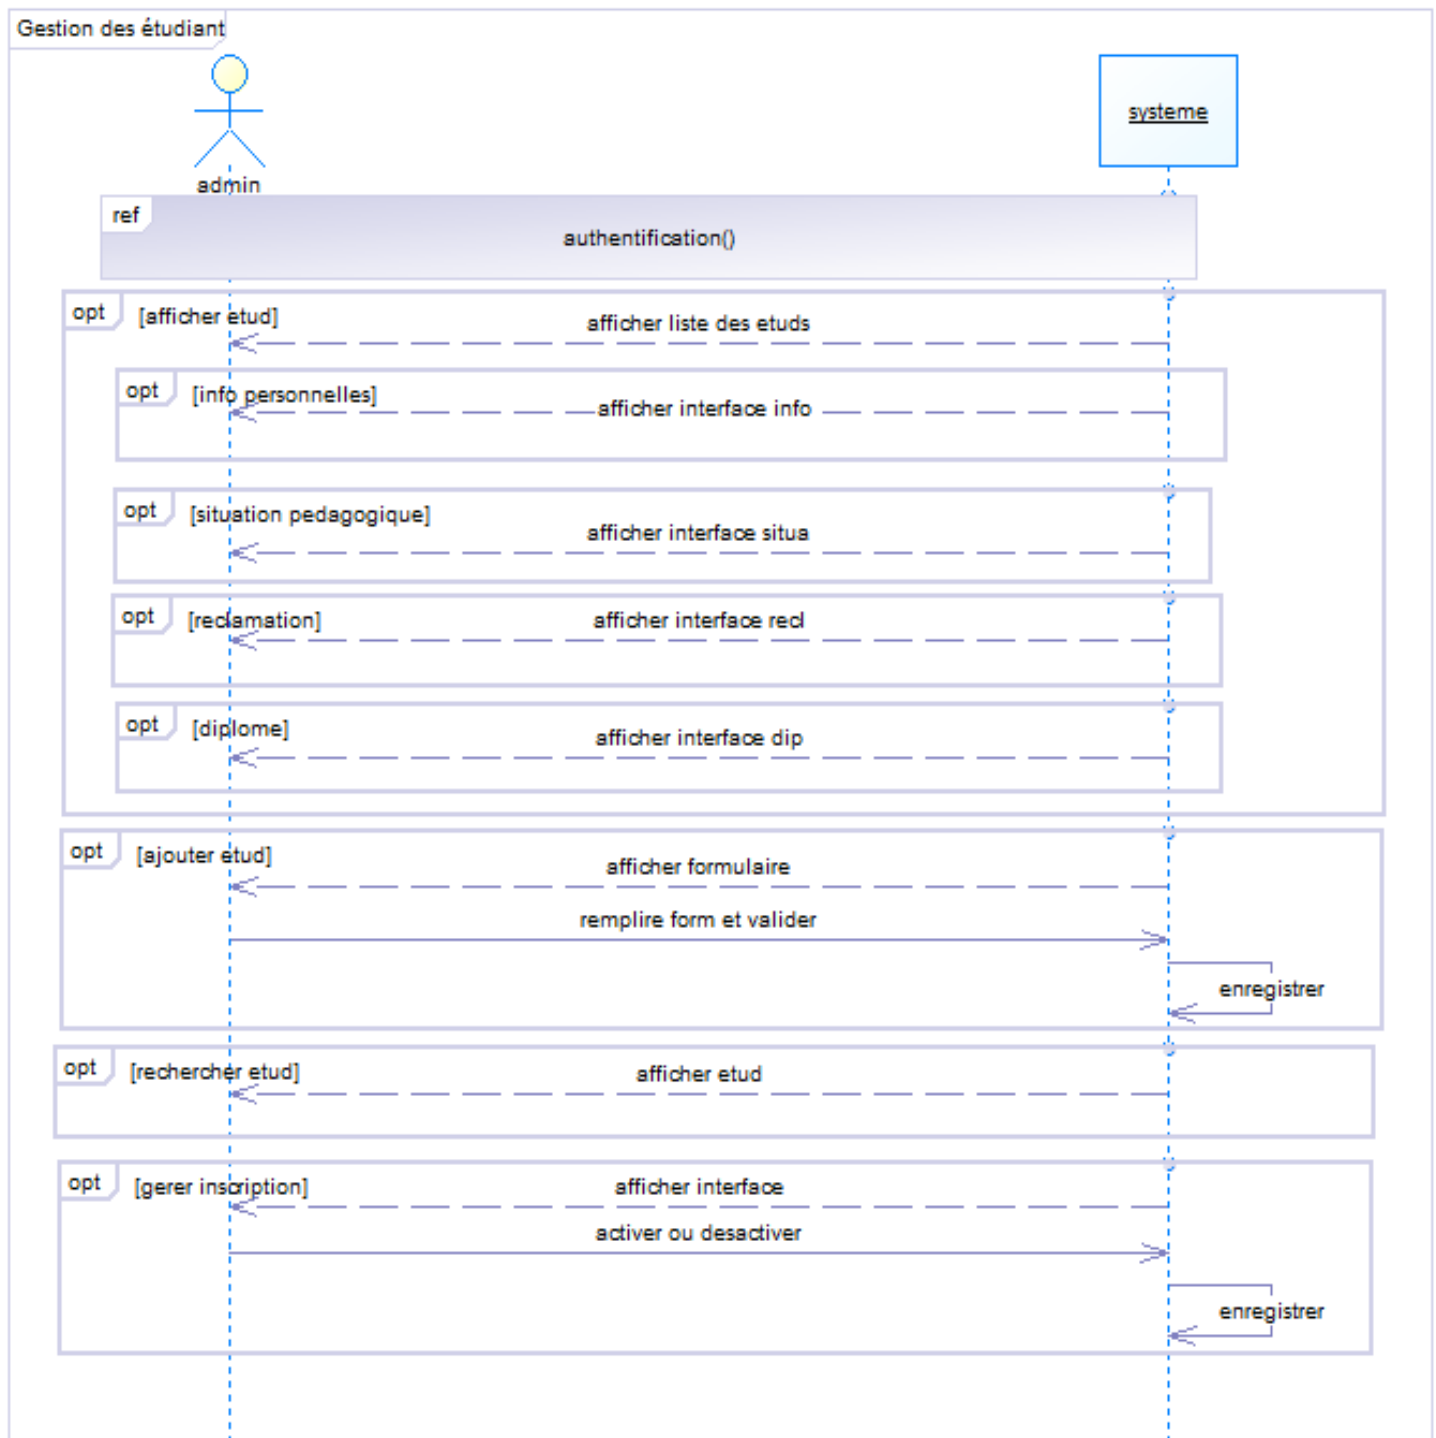 Gestion des étudiant
systeme
admin
ref
authentification()
opt
[afficher etud]
afficher liste des etuds
opt
[info personnelles]
afficher interface info
opt
[situation pedagogique]
afficher interface situa
opt
[reclamation]
afficher interface recl
opt
[diplome]
afficher interface dip
opt
[ajouter etud]
afficher formulaire
remplire form et valider
enregistrer
opt
[rechercher etud]
afficher etud
opt
[gerer inscription]
afficher interface
activer ou desactiver
enregistrer